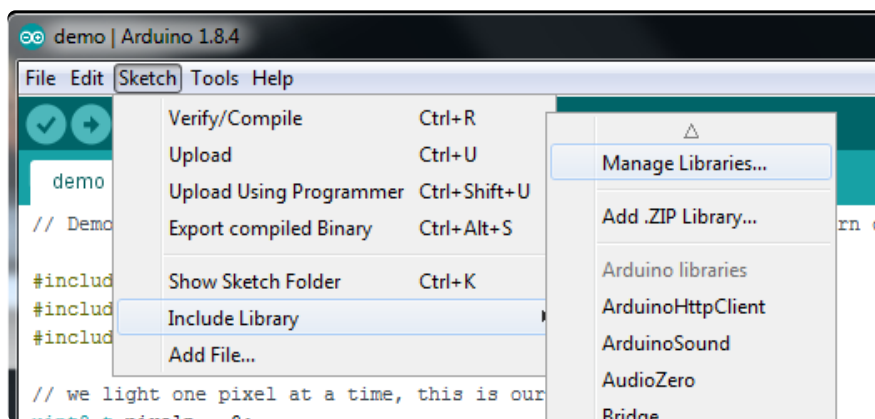 demo | Arduino 1.8.4
File Edit Sketch Tools Help
Verify/Compile Ctrl+R
Upload Ctrl+U
Upload Using Programmer Ctrl+Shift+U
Export compiled Binary Ctrl+Alt+S
Show Sketch Folder Ctrl+K
Include Library
Add File...
Manage Libraries...
Add .ZIP Library...
Arduino libraries
ArduinoHttpClient
ArduinoSound
AudioZero
Bridge
demo
// Demo
#includ
#includ
#includ
// we light one pixel at a time, this is our